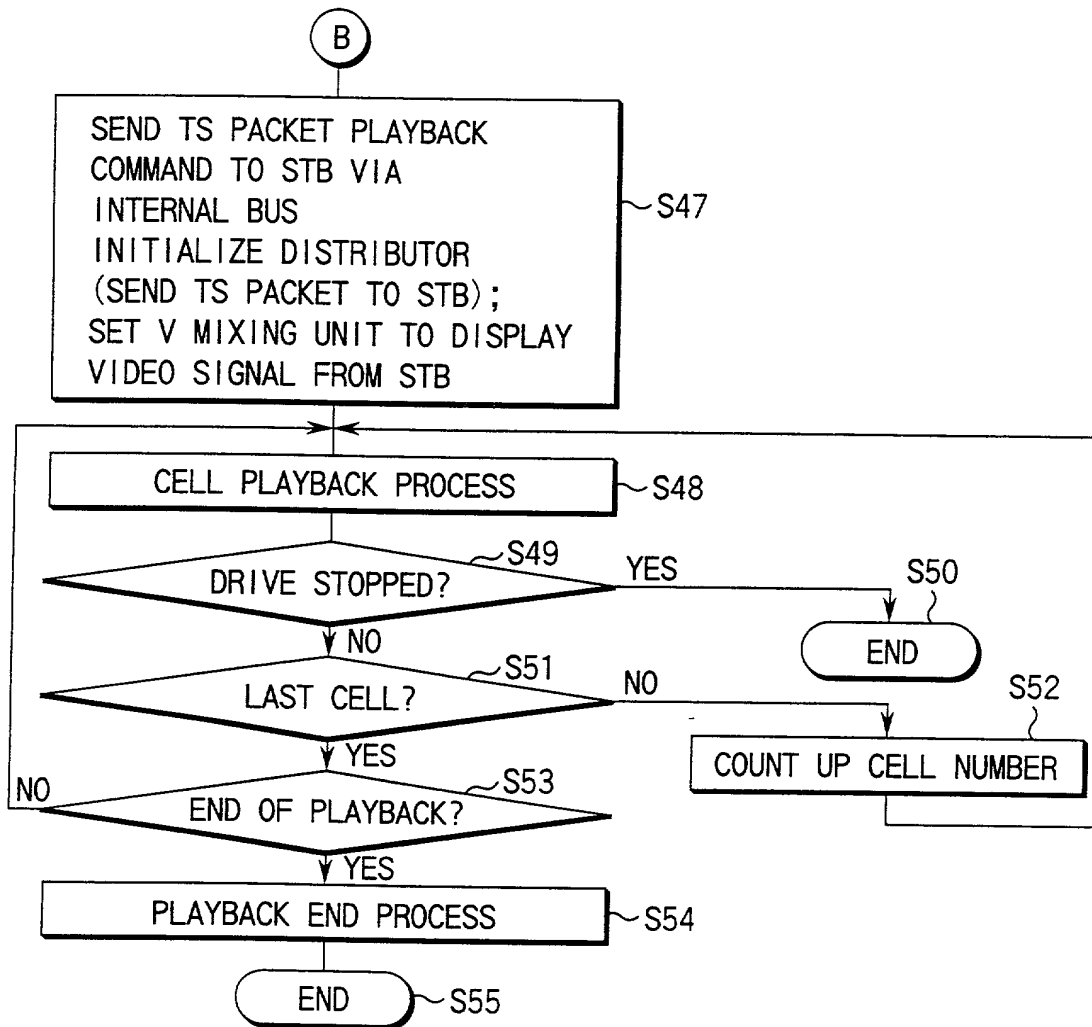 B
SEND TS PACKET PLAYBACK
COMMAND TO STB VIA
INTERNAL BUS
INITIALIZE DISTRIBUTOR
(SEND TS PACKET TO STB);
SET V MIXING UNIT TO DISPLAY
VIDEO SIGNAL FROM STB
S47
CELL PLAYBACK PROCESS
S48
S49
DRIVE STOPPED?
YES
S50
END
NO
S51
LAST CELL?
NO
S52
COUNT UP CELL NUMBER
YES
S53
NO
END OF PLAYBACK?
YES
PLAYBACK END PROCESS
S54
END
S55